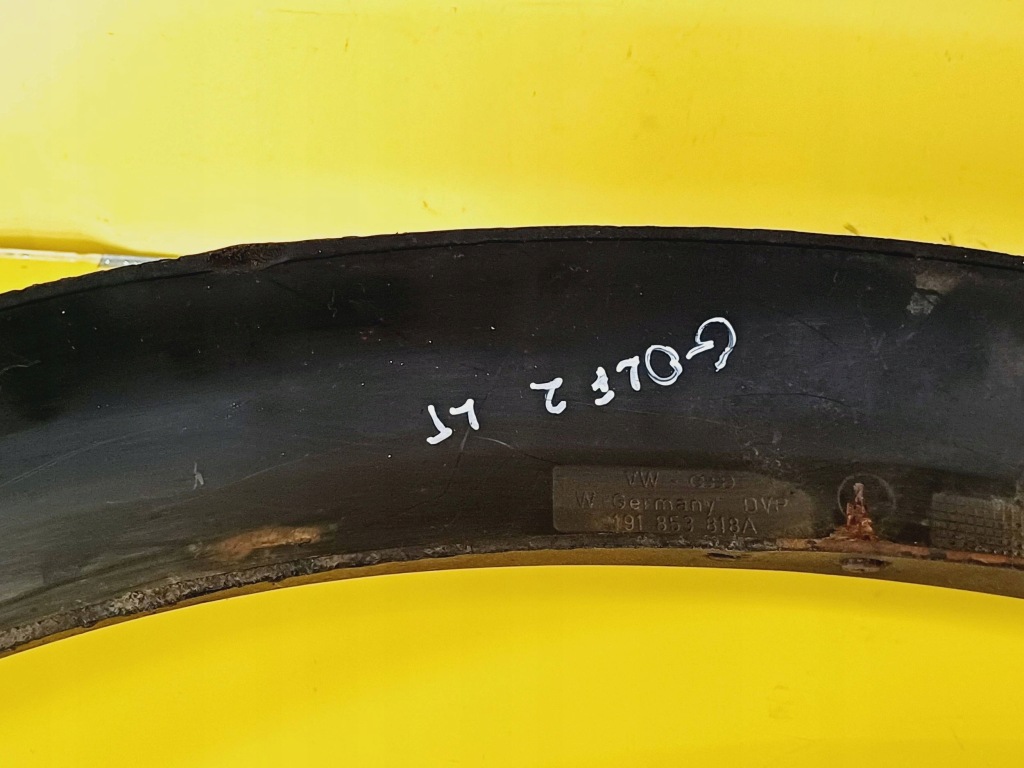 GOLF 2 LT
VW
W-Germany DVP
191 853 818A